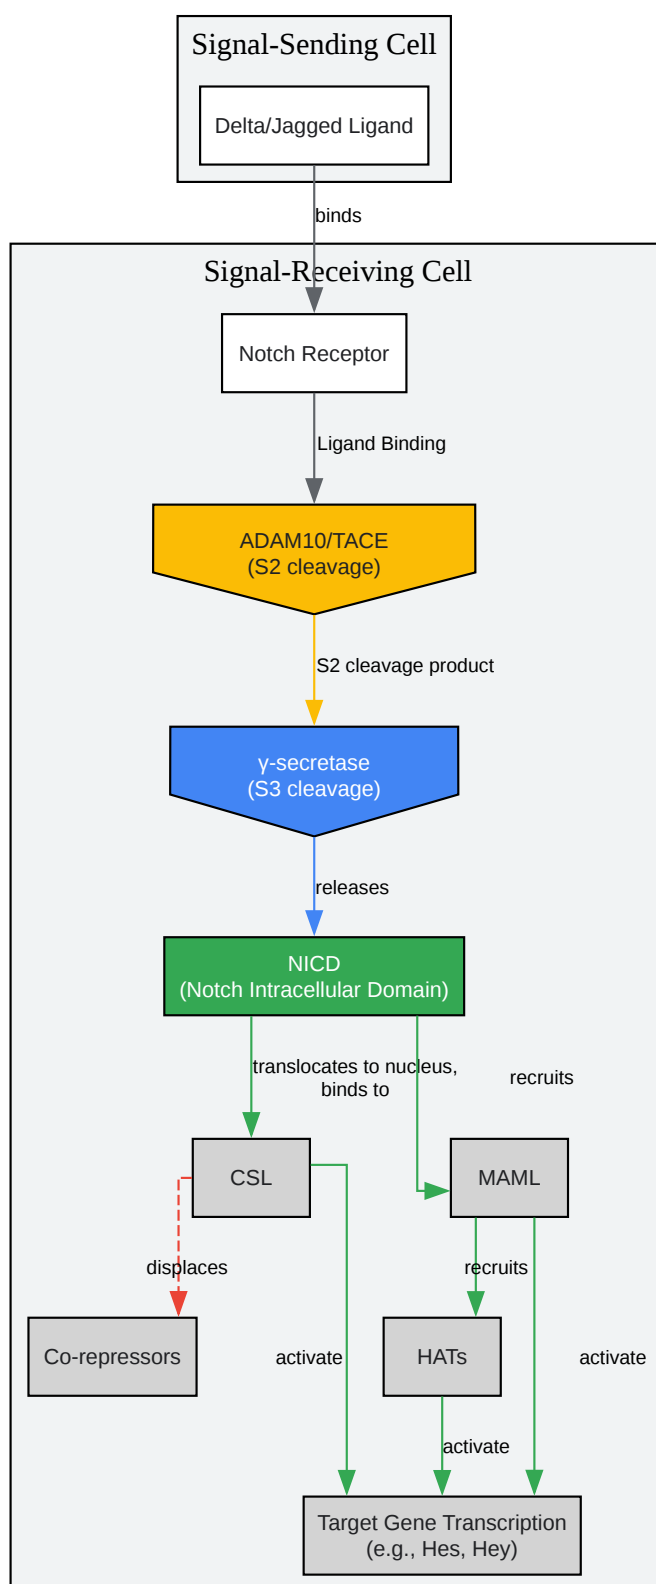 Signal-Sending Cell
Delta/Jagged Ligand
binds
Signal-Receiving Cell
Notch Receptor
Ligand Binding
ADAM10/TACE
(S2 cleavage)
S2 cleavage product
γ-secretase
(S3 cleavage)
releases
NICD
(Notch Intracellular Domain)
translocates to nucleus,
binds to
recruits
CSL
MAML
displaces
recruits
Co-repressors
activate
HATs
activate
activate
Target Gene Transcription
(e.g., Hes, Hey)